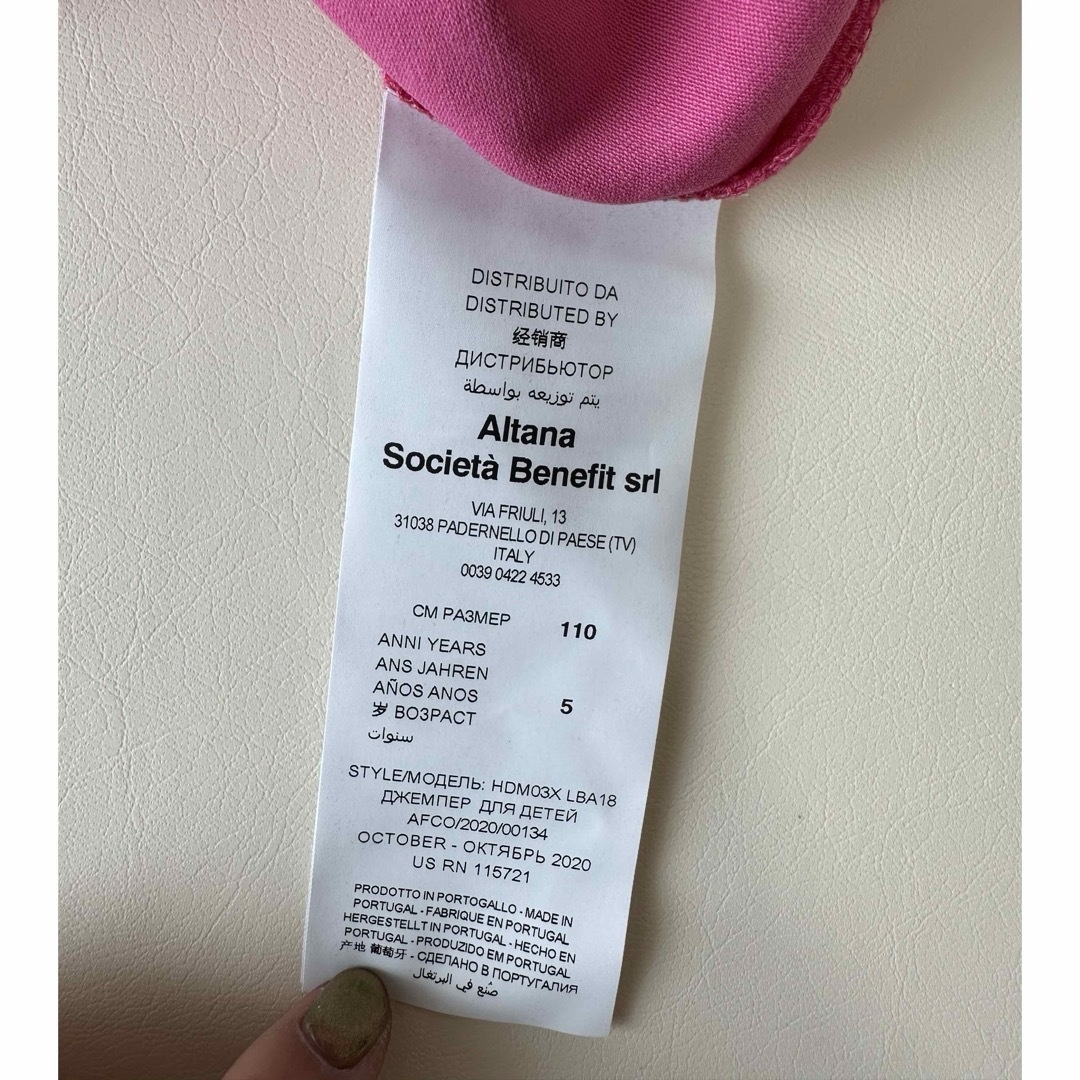 DISTRIBUITO DA
DISTRIBUTED BY
经销商
ДИСТРИБЬЮТОР
يتم توزيعه بواسطة
Altana
Società Benefit srl
VIA FRIULI, 13
31038 PADERNELLO DI PAESE (TV)
ITALY
0039 0422 4533
СМ РАЗМЕР 110
ANNI YEARS
ANS JAHREN
AÑOS ANOS 5
岁 ВОЗРАСТ
سنوات
STYLE/МОДЕЛЬ: HDM03X LBA18
ДЖЕМПЕР ДЛЯ ДЕТЕЙ
AFCO/2020/00134
OCTOBER - ОКТЯБРЬ 2020
US RN 115721
PRODOTTO IN PORTOGALLO - MADE IN
PORTUGAL - FABRIQUE EN PORTUGAL
HERGESTELLT IN PORTUGAL - HECHO EN
PORTUGAL - PRODUZIDO EM PORTUGAL
产地 葡萄牙 - СДЕЛАНО В ПОРТУГАЛИЯ
صُنع في البرتغال